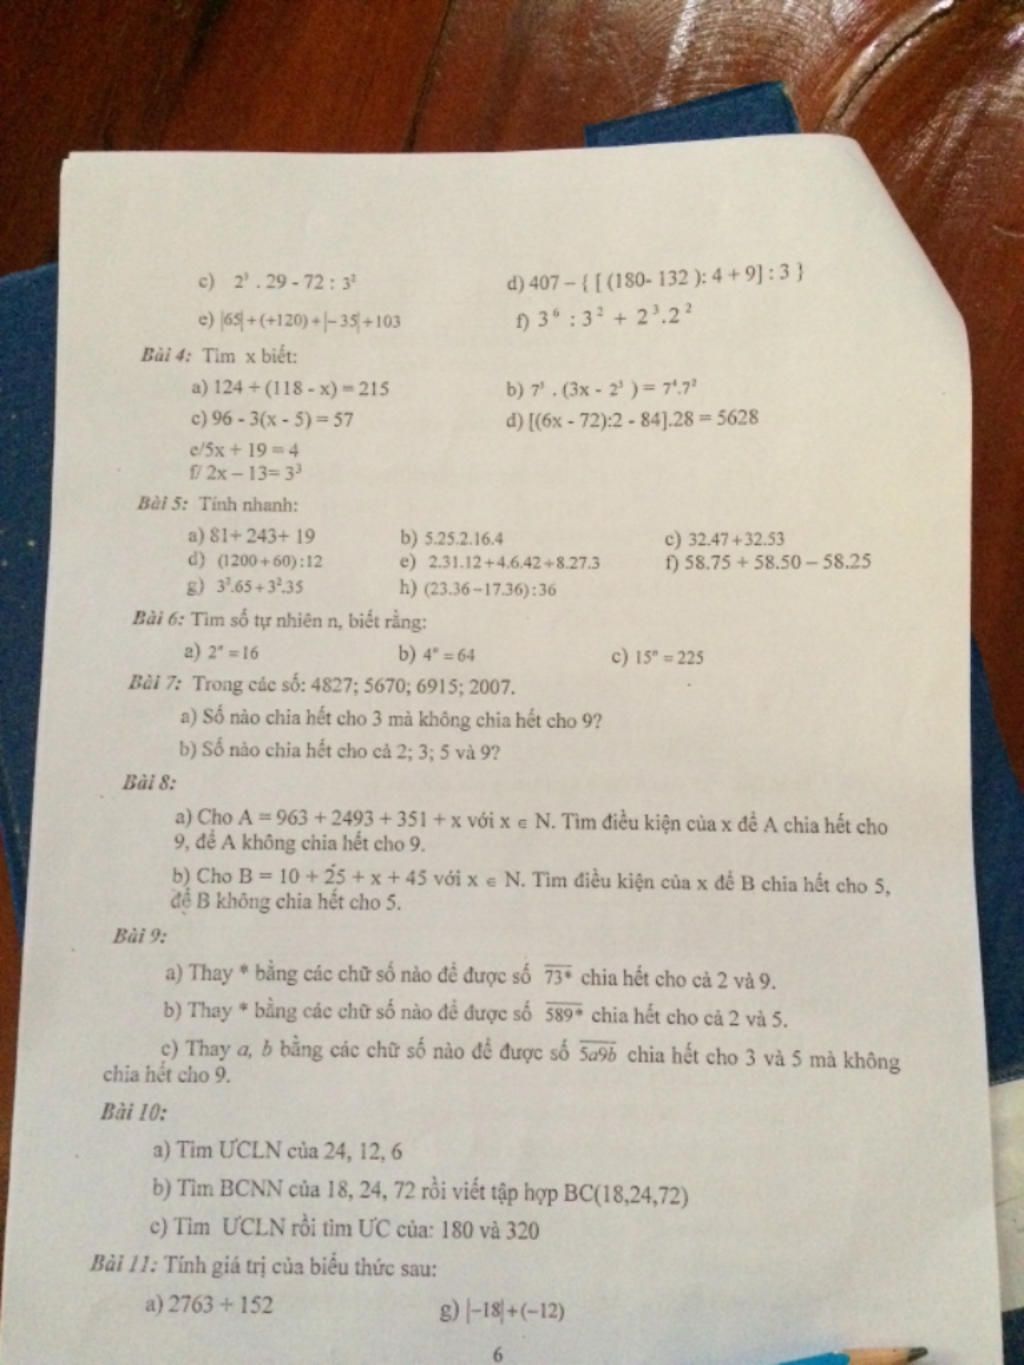 c) 2³ . 29 - 72 : 3² d) 407 – { [ (180- 132 ): 4 + 9] : 3 }
e) |65|+(+120)+|−35|+103 f) 3⁶ : 3² + 2³.2²
Bài 4: Tìm x biết:
a) 124 + (118 - x) = 215 b) 7³ . (3x - 2³ ) = 7⁴.7²
c) 96 - 3(x - 5) = 57 d) [(6x - 72):2 - 84].28 = 5628
e/5x + 19 = 4
f/ 2x – 13= 3³
Bài 5: Tính nhanh:
a) 81+ 243+ 19 b) 5.25.2.16.4 c) 32.47+32.53
d) (1200+60):12 e) 2.31.12+4.6.42+8.27.3 f) 58.75 + 58.50 – 58.25
g) 3².65+3².35 h) (23.36−17.36):36
Bài 6: Tìm số tự nhiên n, biết rằng:
a) 2ⁿ =16 b) 4ⁿ = 64 c) 15ⁿ = 225
Bài 7: Trong các số: 4827; 5670; 6915; 2007.
a) Số nào chia hết cho 3 mà không chia hết cho 9?
b) Số nào chia hết cho cả 2; 3; 5 và 9?
Bài 8:
a) Cho A = 963 + 2493 + 351 + x với x ∈ N. Tìm điều kiện của x để A chia hết cho
9, để A không chia hết cho 9.
b) Cho B = 10 + 25 + x + 45 với x ∈ N. Tìm điều kiện của x để B chia hết cho 5,
để B không chia hết cho 5.
Bài 9:
a) Thay * bằng các chữ số nào để được số 73* chia hết cho cả 2 và 9.
b) Thay * bằng các chữ số nào để được số 589* chia hết cho cả 2 và 5.
c) Thay a, b bằng các chữ số nào để được số 5a9b chia hết cho 3 và 5 mà không
chia hết cho 9.
Bài 10:
a) Tìm ƯCLN của 24, 12, 6
b) Tìm BCNN của 18, 24, 72 rồi viết tập hợp BC(18,24,72)
c) Tìm ƯCLN rồi tìm ƯC của: 180 và 320
Bài 11: Tính giá trị của biểu thức sau:
a) 2763 + 152 g) |−18|+(−12)
6